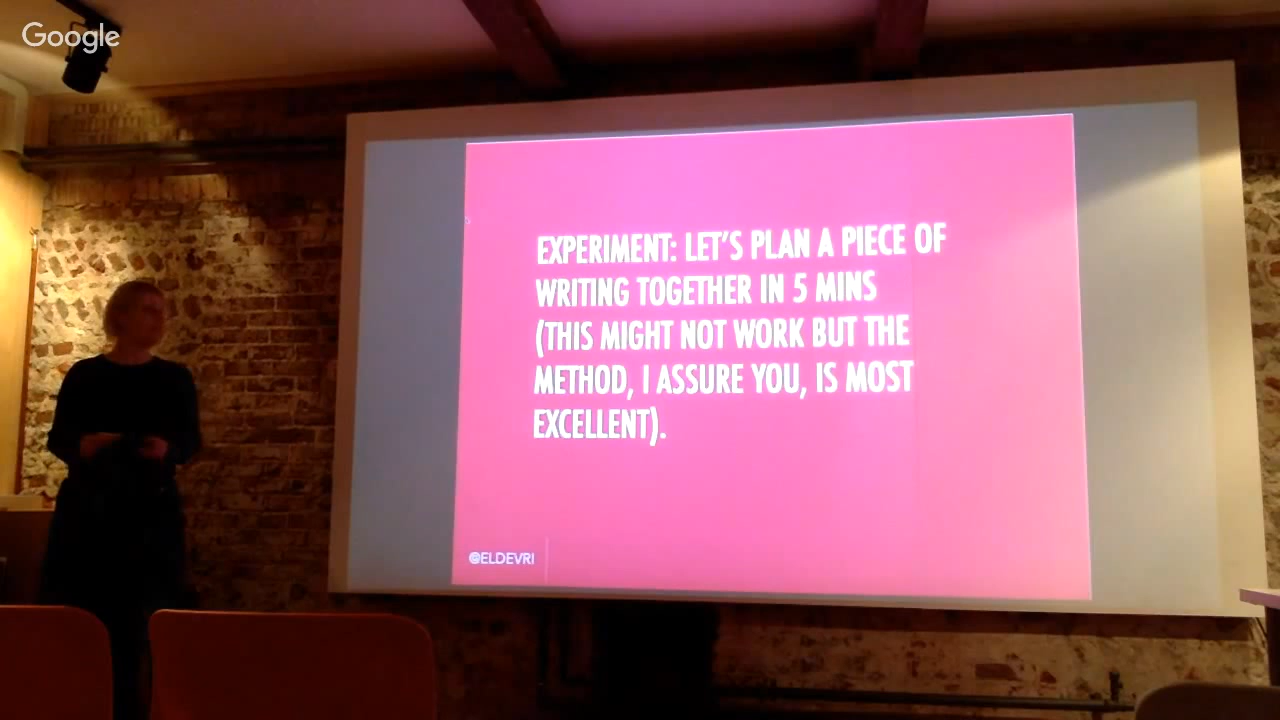 Google
EXPERIMENT: LET'S PLAN A PIECE OF
WRITING TOGETHER IN 5 MINS
(THIS MIGHT NOT WORK BUT THE
METHOD, I ASSURE YOU, IS MOST
EXCELLENT).
@ELDEVRI